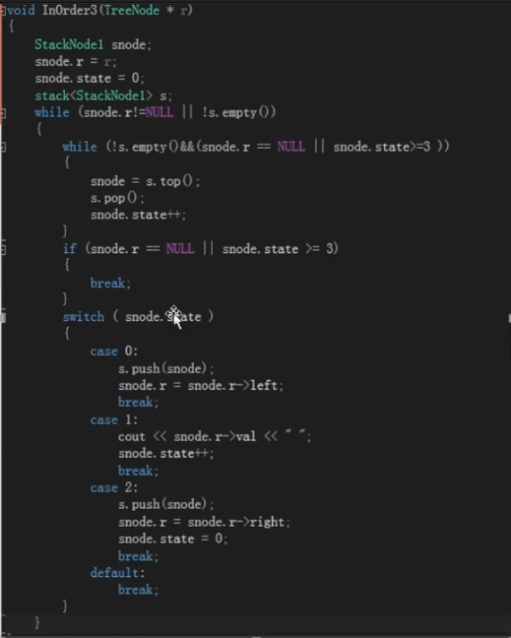 void InOrder3(TreeNode * r)
{
    StackNode1 snode;
    snode.r = r;
    snode.state = 0;
    stack<StackNode1> s;
    while (snode.r!=NULL || !s.empty())
    {
        while (!s.empty()&&(snode.r == NULL || snode.state>=3 ))
        {
            snode = s.top();
            s.pop();
            snode.state++;
        }
        if (snode.r == NULL || snode.state >= 3)
        {
            break;
        }
        switch ( snode.state )
        {
            case 0:
                s.push(snode);
                snode.r = snode.r->left;
                break;
            case 1:
                cout << snode.r->val << " ";
                snode.state++;
                break;
            case 2:
                s.push(snode);
                snode.r = snode.r->right;
                snode.state = 0;
                break;
            default:
                break;
        }
    }